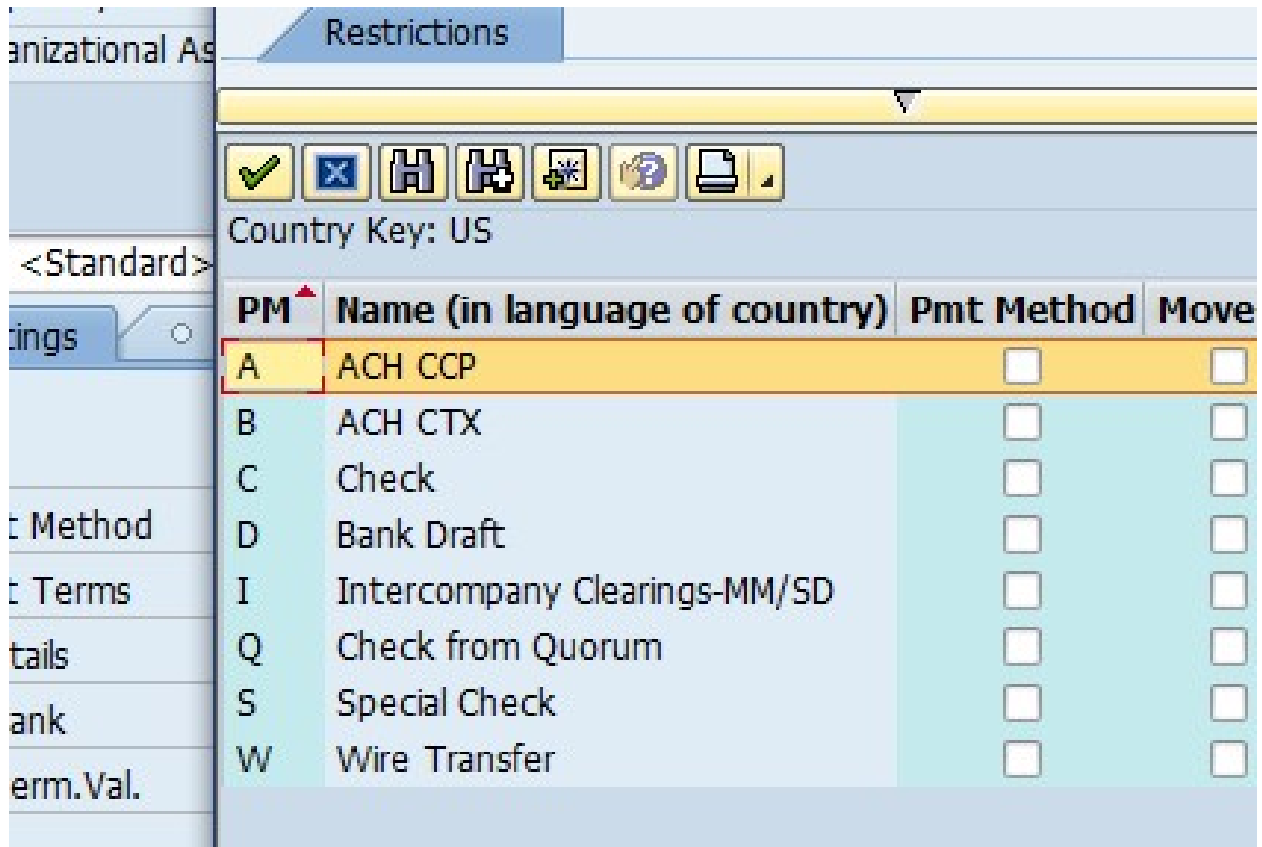 anizational As
Restrictions
Country Key: US
<Standard>
tings
PM Name (in language of country) Pmt Method Move
A ACH CCP
B ACH CTX
C Check
D Bank Draft
I Intercompany Clearings-MM/SD
Q Check from Quorum
S Special Check
W Wire Transfer
t Method
t Terms
tails
ank
erm.Val.